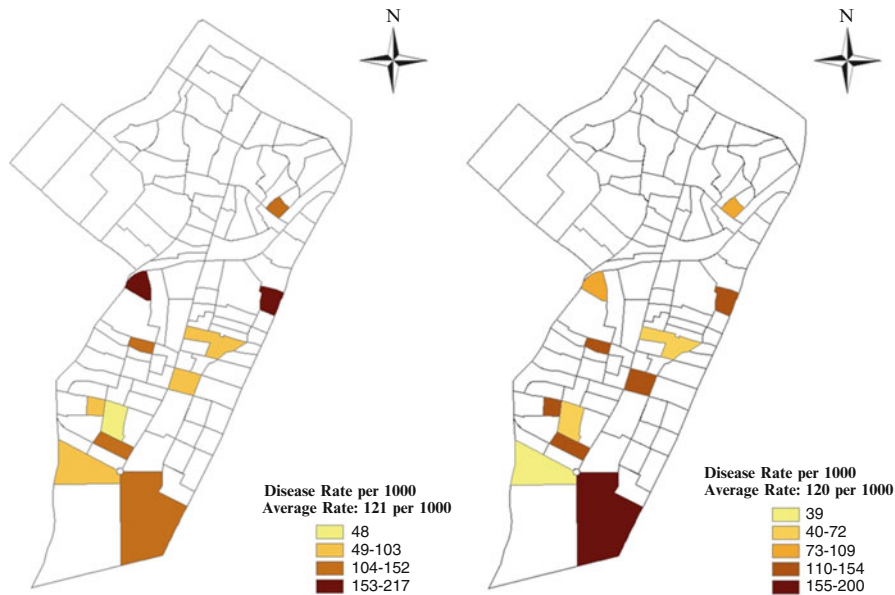 N
Disease Rate per 1000
Average Rate: 121 per 1000
48
49-103
104-152
153-217
N
Disease Rate per 1000
Average Rate: 120 per 1000
39
40-72
73-109
110-154
155-200